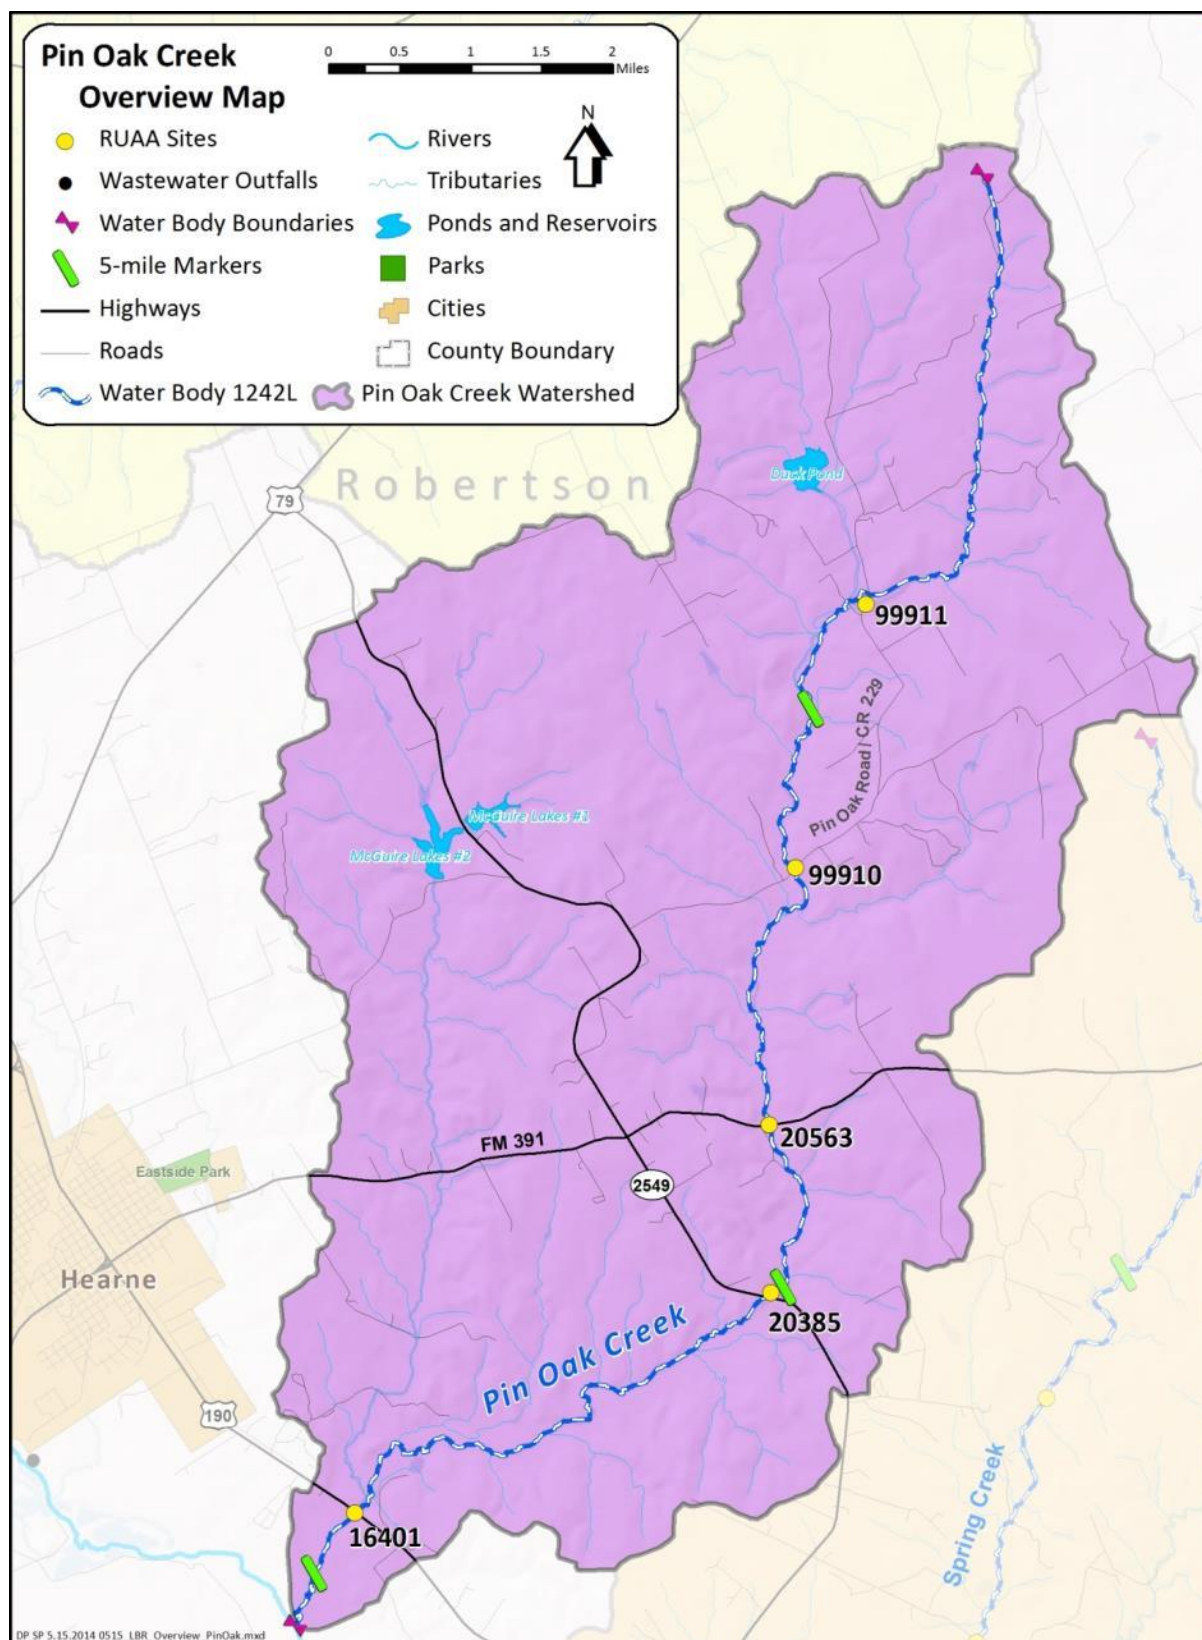 Pin Oak Creek
Overview Map
0 0.5 1 1.5 2
Miles
N
RUAA Sites
Rivers
Wastewater Outfalls
Tributaries
Water Body Boundaries
Ponds and Reservoirs
5-mile Markers
Parks
Highways
Cities
Roads
County Boundary
Water Body 1242L
Pin Oak Creek Watershed
Robertson
79
Duck Pond
99911
Pin Oak Road / CR 229
McGuire Lakes #1
McGuire Lakes #2
99910
20563
FM 391
Eastside Park
2549
Hearne
20385
Pin Oak Creek
190
16401
Spring Creek
DP SP 5.15.2014 0515_LBR_Overview_PinOak.mxd